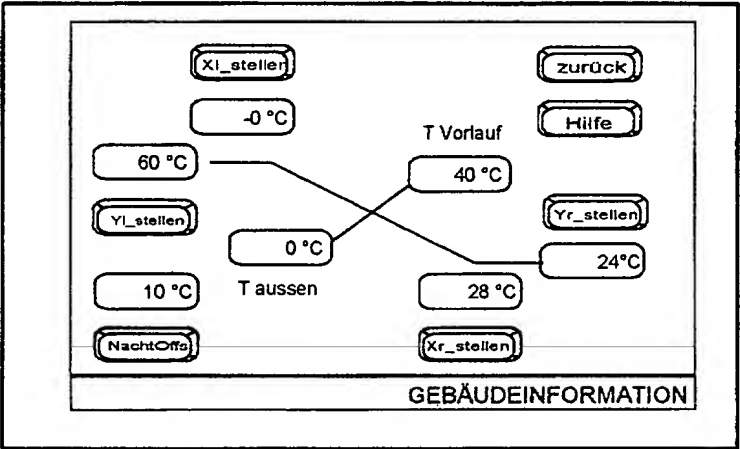 Xl_stellen
zurück
-0 °C
Hilfe
T Vorlauf
60 °C
40 °C
Yl_stellen
Yr_stellen
0 °C
24°C
10 °C
T aussen
28 °C
NachtOffs
Xr_stellen
GEBÄUDEINFORMATION